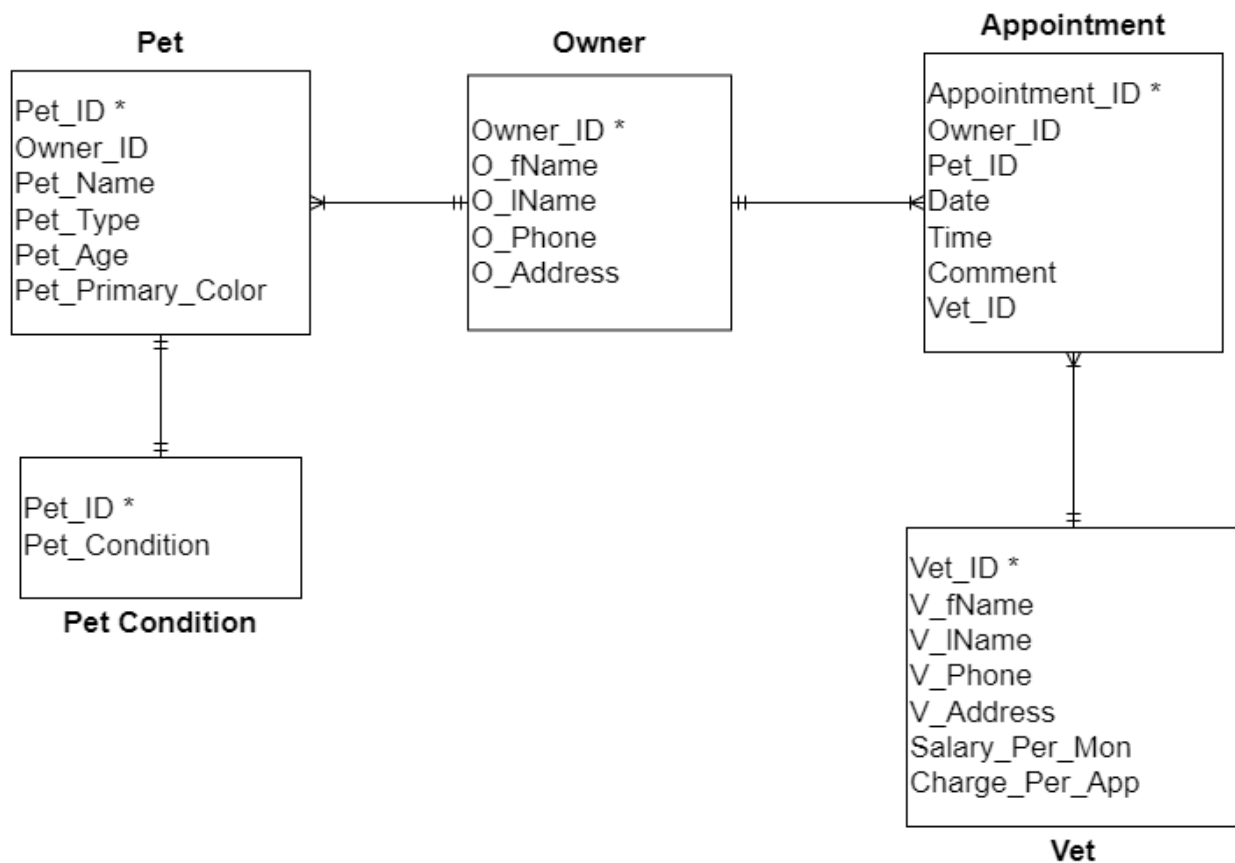 Pet
Pet_ID *
Owner_ID
Pet_Name
Pet_Type
Pet_Age
Pet_Primary_Color
Owner
Owner_ID *
O_fName
O_lName
O_Phone
O_Address
Appointment
Appointment_ID *
Owner_ID
Pet_ID
Date
Time
Comment
Vet_ID
Pet_ID *
Pet_Condition
Pet Condition
Vet_ID *
V_fName
V_lName
V_Phone
V_Address
Salary_Per_Mon
Charge_Per_App
Vet